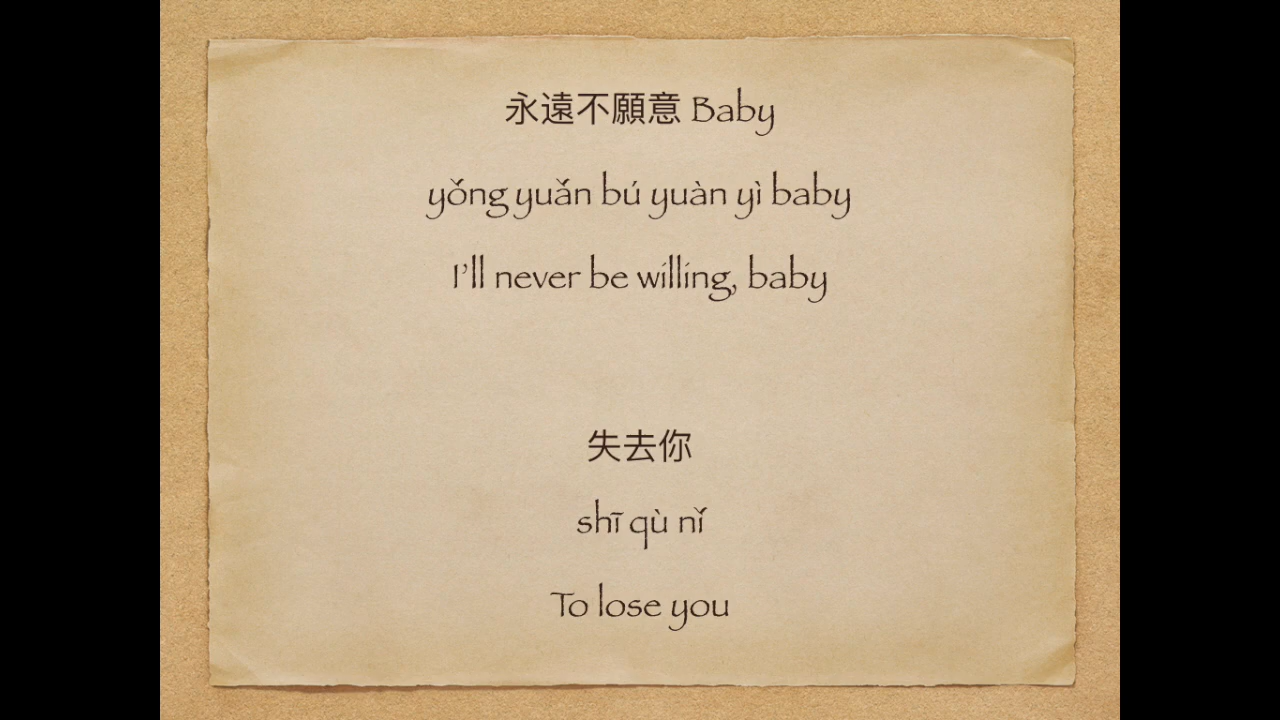 永遠不願意 Baby
yǒng yuǎn bú yuàn yì baby
I'll never be willing, baby
失去你
shī qù nǐ
To lose you